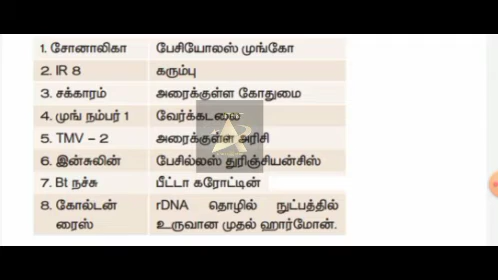 1. சோனாலிகா பேசியோலஸ் முங்கோ
2. IR 8 கரும்பு
3. சக்காரம் அரைக்குள்ள கோதுமை
4. முங் நம்பர் 1 வேர்க்கடலை
5. TMV – 2 அரைக்குள்ள அரிசி
6. இன்சுலின் பேசில்லஸ் துரிஞ்சியன்சிஸ்
7. Bt நச்சு பீட்டா கரோட்டின்
8. கோல்டன் rDNA தொழில் நுட்பத்தில்
ரைஸ் உருவான முதல் ஹார்மோன்.